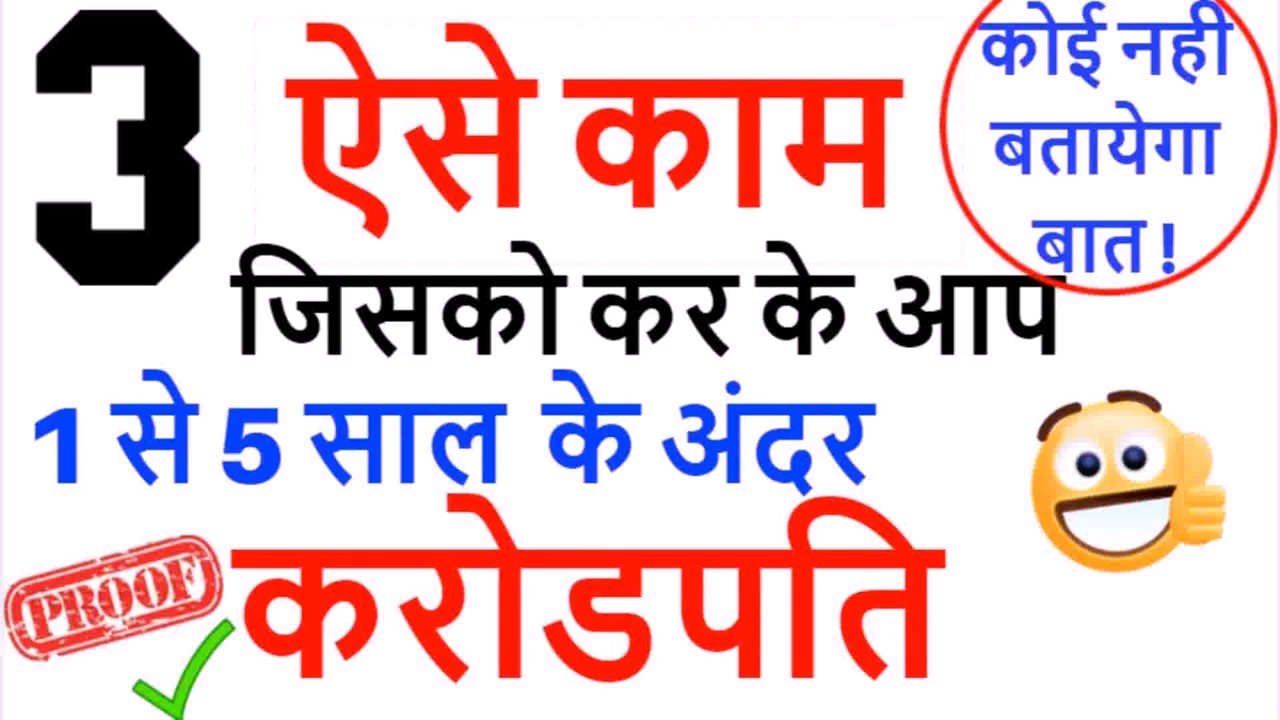 3 ऐसे काम
कोई नही
बतायेगा
बात !
जिसको कर के आप
1 से 5 साल के अंदर
PROOF
करोडपति